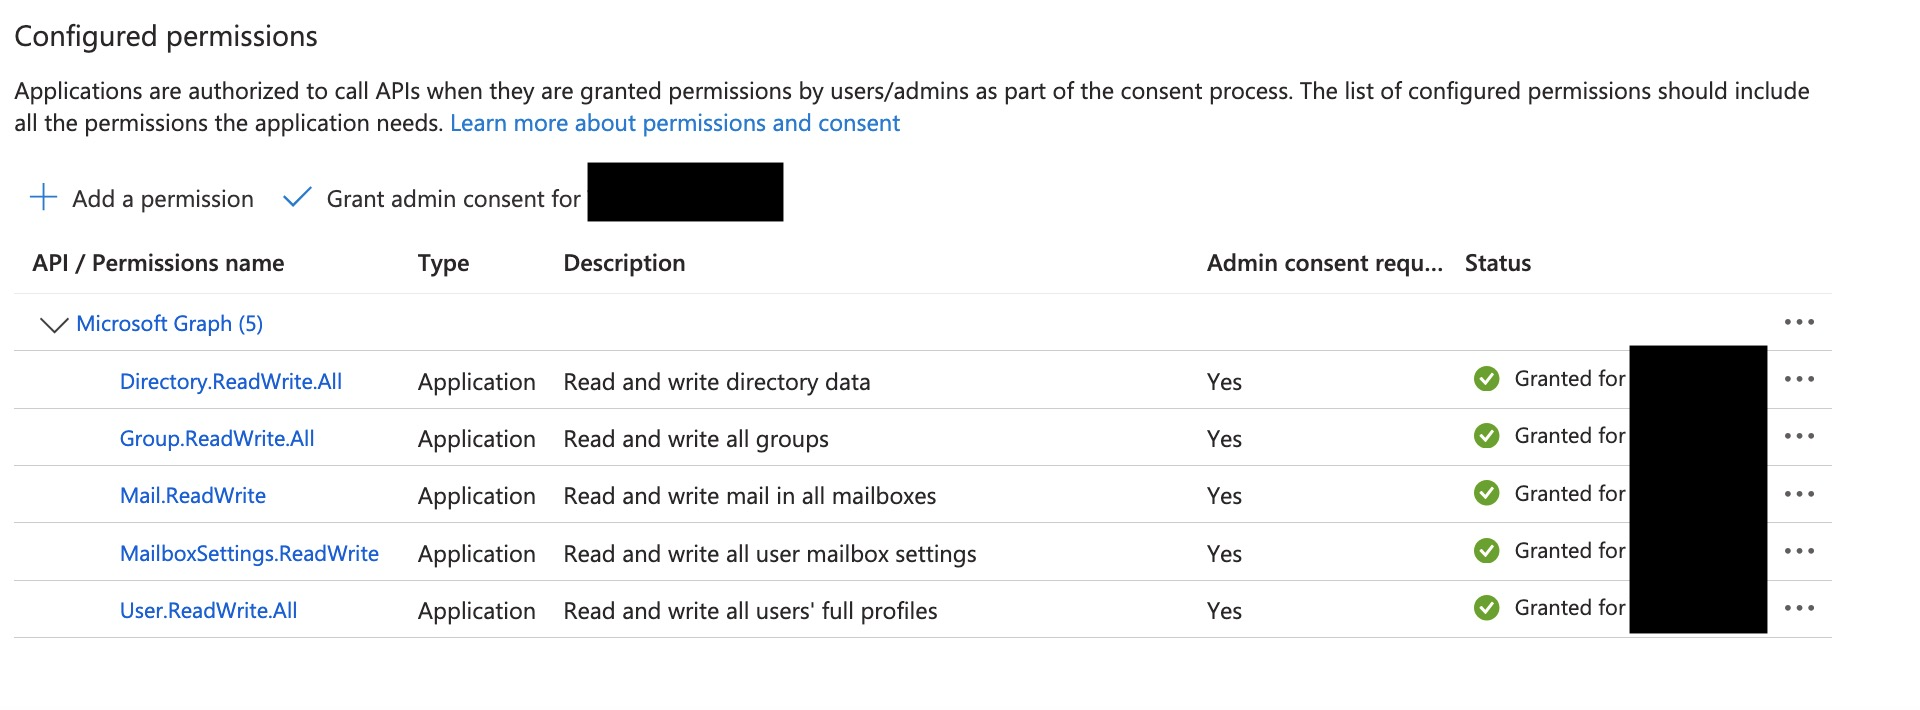 Configured permissions
Applications are authorized to call APIs when they are granted permissions by users/admins as part of the consent process. The list of configured permissions should include
all the permissions the application needs. Learn more about permissions and consent
Add a permission Grant admin consent for
API / Permissions name Type Description Admin consent requ... Status
Microsoft Graph (5)
Directory.ReadWrite.All Application Read and write directory data Yes Granted for
Group.ReadWrite.All Application Read and write all groups Yes Granted for
Mail.ReadWrite Application Read and write mail in all mailboxes Yes Granted for
MailboxSettings.ReadWrite Application Read and write all user mailbox settings Yes Granted for
User.ReadWrite.All Application Read and write all users' full profiles Yes Granted for